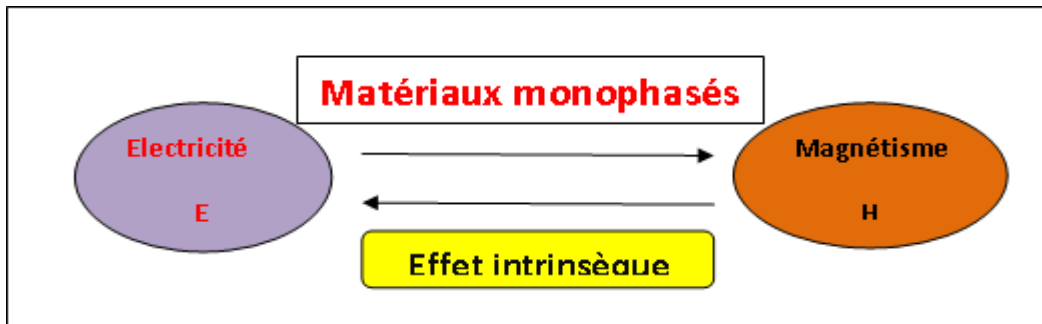 Matériaux monophasés
Electricité
E
Magnétisme
H
Effet intrinsèque